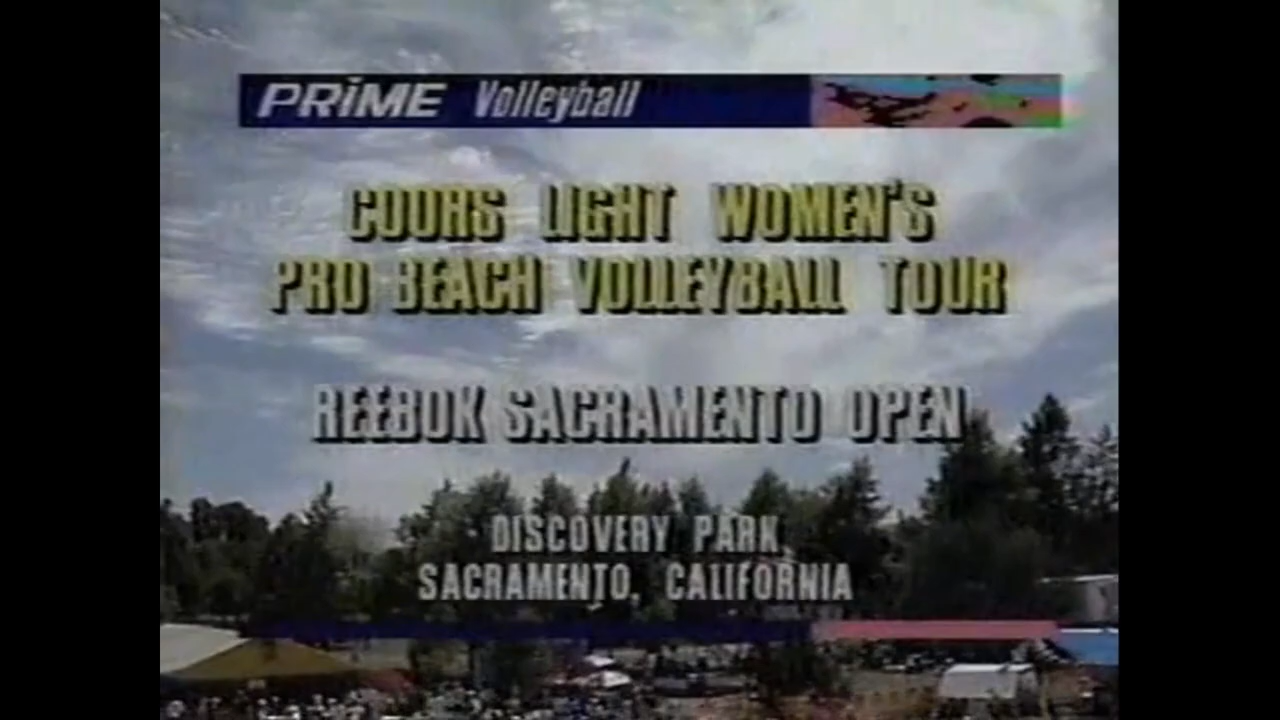 PRiME Volleyball
COORS LIGHT WOMEN'S
PRO BEACH VOLLEYBALL TOUR
REEBOK SACRAMENTO OPEN
DISCOVERY PARK
SACRAMENTO, CALIFORNIA